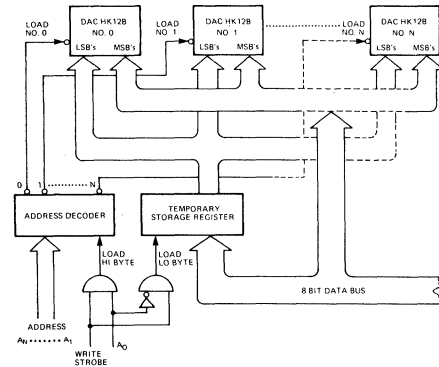 DAC HK12B
NO. 0
LSB's MSB's
LOAD
NO. 0
DAC HK12B
NO. 1
LSB's MSB's
LOAD
NO. 1
DAC HK12B
NO. N
LSB's MSB's
LOAD
NO. N
0 1 N
ADDRESS DECODER
TEMPORARY
STORAGE REGISTER
LOAD
HI BYTE
LOAD
LO BYTE
8 BIT DATA BUS
ADDRESS
AN ······· A1
WRITE
STROBE
A0